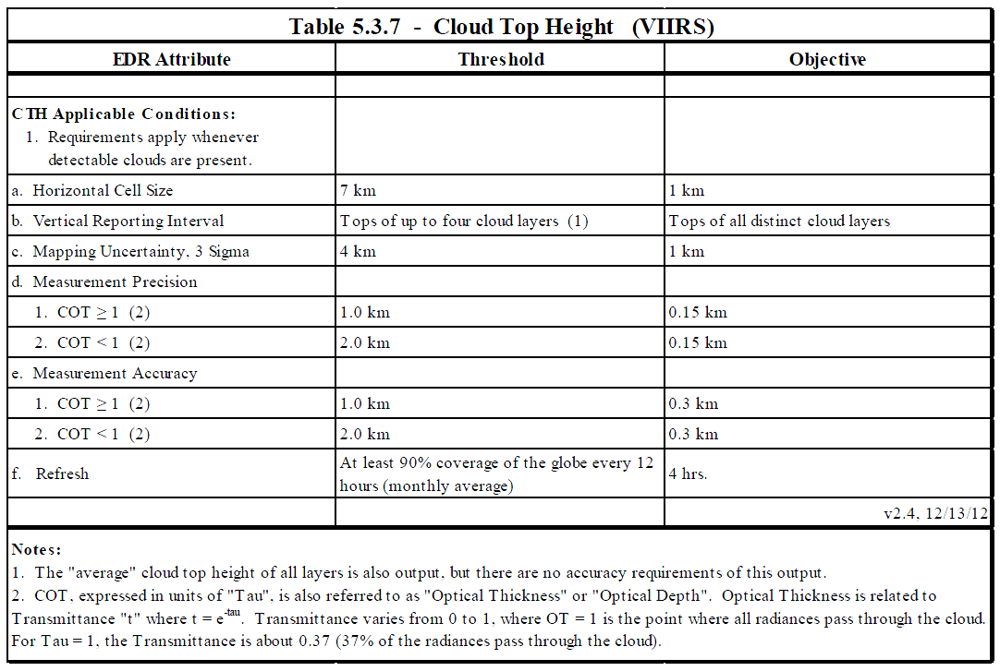 Table 5.3.7 - Cloud Top Height (VIIRS)
EDR Attribute Threshold Objective
CTH Applicable Conditions:
1. Requirements apply whenever
detectable clouds are present.
a. Horizontal Cell Size 7 km 1 km
b. Vertical Reporting Interval Tops of up to four cloud layers (1) Tops of all distinct cloud layers
c. Mapping Uncertainty, 3 Sigma 4 km 1 km
d. Measurement Precision
1. COT ≥ 1 (2) 1.0 km 0.15 km
2. COT < 1 (2) 2.0 km 0.15 km
e. Measurement Accuracy
1. COT ≥ 1 (2) 1.0 km 0.3 km
2. COT < 1 (2) 2.0 km 0.3 km
f. Refresh At least 90% coverage of the globe every 12
hours (monthly average) 4 hrs.
v2.4, 12/13/12
Notes:
1. The "average" cloud top height of all layers is also output, but there are no accuracy requirements of this output.
2. COT, expressed in units of "Tau", is also referred to as "Optical Thickness" or "Optical Depth". Optical Thickness is related to
Transmittance "t" where t = e^-tau. Transmittance varies from 0 to 1, where OT = 1 is the point where all radiances pass through the cloud.
For Tau = 1, the Transmittance is about 0.37 (37% of the radiances pass through the cloud).